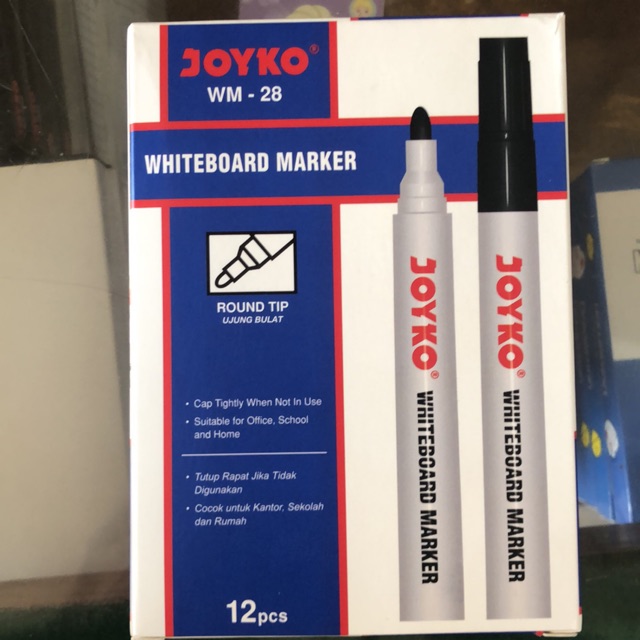 JOYKO®
WM - 28
WHITEBOARD MARKER
ROUND TIP
UJUNG BULAT
• Cap Tightly When Not In Use
• Suitable for Office, School
and Home
• Tutup Rapat Jika Tidak
Digunakan
• Cocok untuk Kantor, Sekolah
dan Rumah
12pcs
JOYKO® WHITEBOARD MARKER
JOYKO® WHITEBOARD MARKER